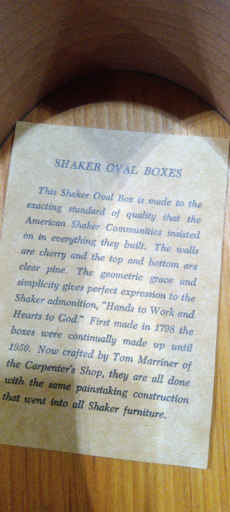 SHAKER OVAL BOXES
This Shaker Oval Box is made to the
exacting standard of quality that the
American Shaker Communities insisted
on in everything they built. The walls
are cherry and the top and bottom are
clear pine. The geometric grace and
simplicity gives perfect expression to the
Shaker admonition, "Hands to Work and
Hearts to God." First made in 1798 the
boxes were continually made up until
1950. Now crafted by Tom Marriner of
the Carpenter's Shop, they are all done
with the same painstaking construction
that went into all Shaker furniture.